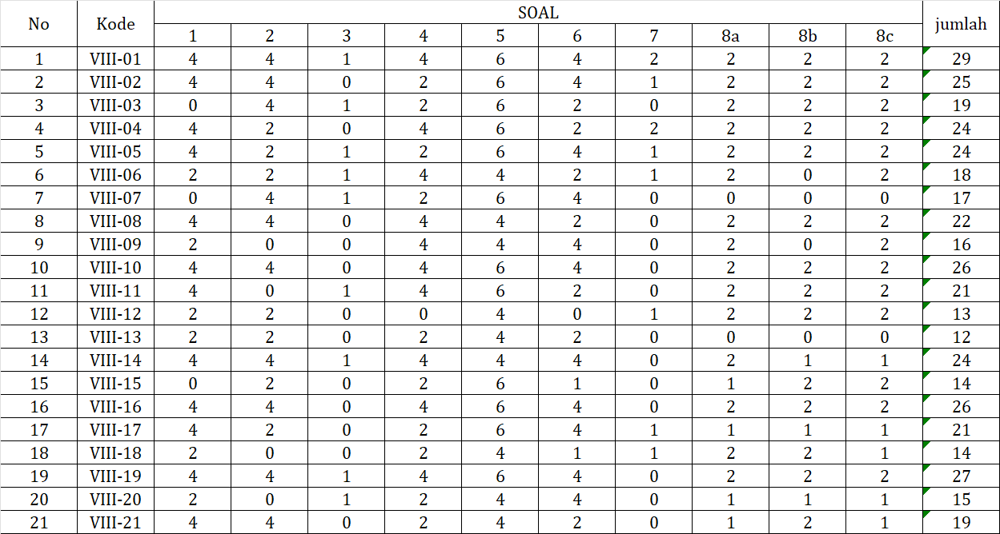 No Kode SOAL jumlah
1 2 3 4 5 6 7 8a 8b 8c
1 VIII-01 4 4 1 4 6 4 2 2 2 2 29
2 VIII-02 4 4 0 2 6 4 1 2 2 2 25
3 VIII-03 0 4 1 2 6 2 0 2 2 2 19
4 VIII-04 4 2 0 4 6 2 2 2 2 2 24
5 VIII-05 4 2 1 2 6 4 1 2 2 2 24
6 VIII-06 2 2 1 4 4 2 1 2 0 2 18
7 VIII-07 0 4 1 2 6 4 0 0 0 0 17
8 VIII-08 4 4 0 4 4 2 0 2 2 2 22
9 VIII-09 2 0 0 4 4 4 0 2 0 2 16
10 VIII-10 4 4 0 4 6 4 0 2 2 2 26
11 VIII-11 4 0 1 4 6 2 0 2 2 2 21
12 VIII-12 2 2 0 0 4 0 1 2 2 2 13
13 VIII-13 2 2 0 2 4 2 0 0 0 0 12
14 VIII-14 4 4 1 4 4 4 0 2 1 1 24
15 VIII-15 0 2 0 2 6 1 0 1 2 2 14
16 VIII-16 4 4 0 4 6 4 0 2 2 2 26
17 VIII-17 4 2 0 2 6 4 1 1 1 1 21
18 VIII-18 2 0 0 2 4 1 1 2 2 1 14
19 VIII-19 4 4 1 4 6 4 0 2 2 2 27
20 VIII-20 2 0 1 2 4 4 0 1 1 1 15
21 VIII-21 4 4 0 2 4 2 0 1 2 1 19